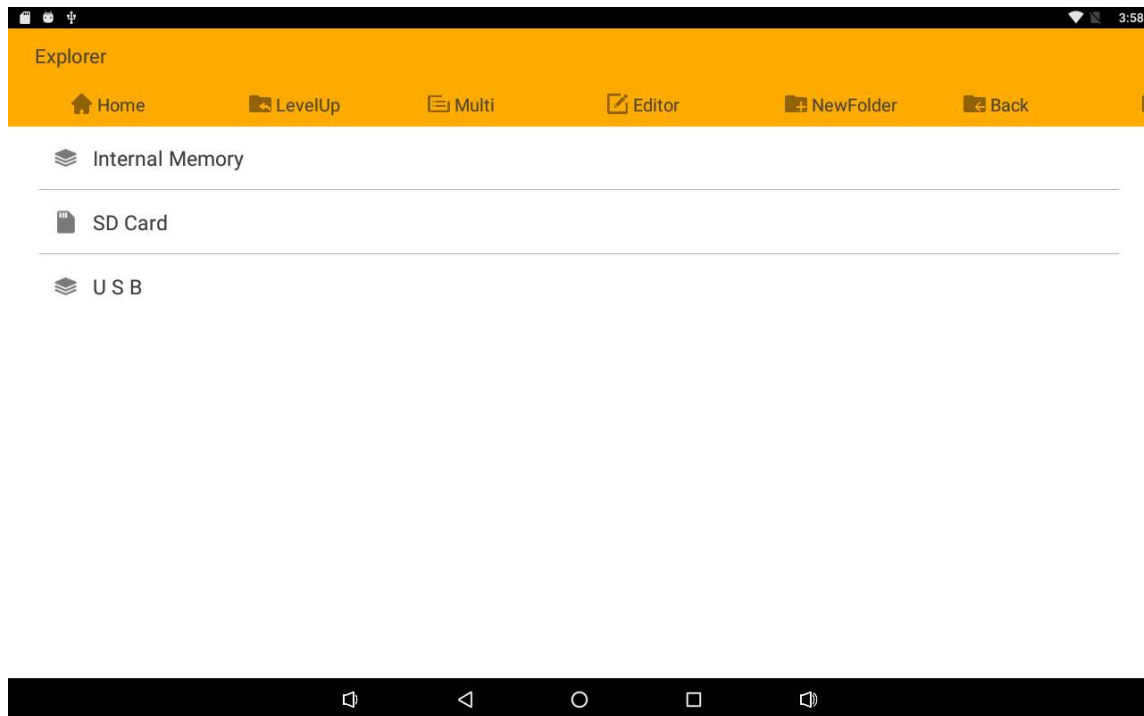 3:58
Explorer
Home LevelUp Multi Editor NewFolder Back
Internal Memory
SD Card
U S B